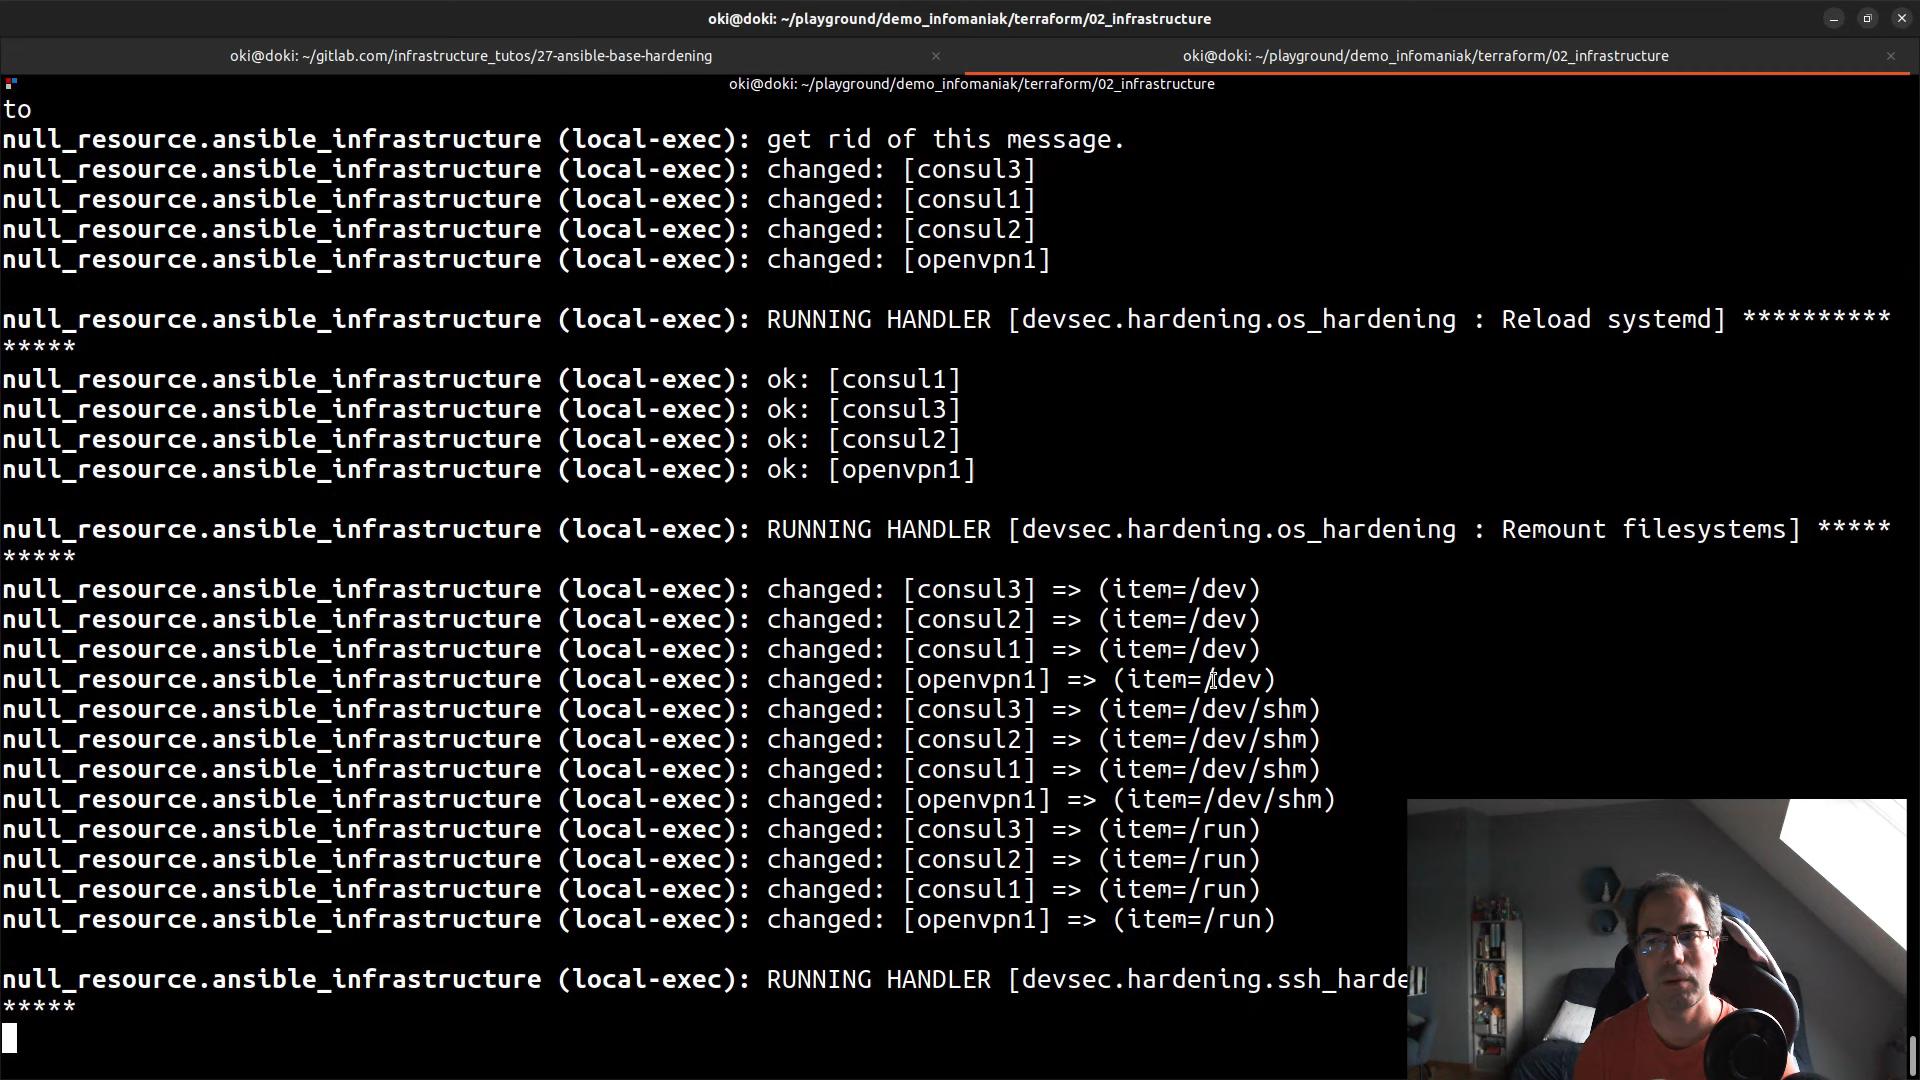 oki@doki: ~/playground/demo_infomaniak/terraform/02_infrastructure
oki@doki: ~/gitlab.com/infrastructure_tutos/27-ansible-base-hardening
oki@doki: ~/playground/demo_infomaniak/terraform/02_infrastructure
oki@doki: ~/playground/demo_infomaniak/terraform/02_infrastructure
to
null_resource.ansible_infrastructure (local-exec): get rid of this message.
null_resource.ansible_infrastructure (local-exec): changed: [consul3]
null_resource.ansible_infrastructure (local-exec): changed: [consul1]
null_resource.ansible_infrastructure (local-exec): changed: [consul2]
null_resource.ansible_infrastructure (local-exec): changed: [openvpn1]
null_resource.ansible_infrastructure (local-exec): RUNNING HANDLER [devsec.hardening.os_hardening : Reload systemd] **********
*****
null_resource.ansible_infrastructure (local-exec): ok: [consul1]
null_resource.ansible_infrastructure (local-exec): ok: [consul3]
null_resource.ansible_infrastructure (local-exec): ok: [consul2]
null_resource.ansible_infrastructure (local-exec): ok: [openvpn1]
null_resource.ansible_infrastructure (local-exec): RUNNING HANDLER [devsec.hardening.os_hardening : Remount filesystems] *****
*****
null_resource.ansible_infrastructure (local-exec): changed: [consul3] => (item=/dev)
null_resource.ansible_infrastructure (local-exec): changed: [consul2] => (item=/dev)
null_resource.ansible_infrastructure (local-exec): changed: [consul1] => (item=/dev)
null_resource.ansible_infrastructure (local-exec): changed: [openvpn1] => (item=/dev)
null_resource.ansible_infrastructure (local-exec): changed: [consul3] => (item=/dev/shm)
null_resource.ansible_infrastructure (local-exec): changed: [consul2] => (item=/dev/shm)
null_resource.ansible_infrastructure (local-exec): changed: [consul1] => (item=/dev/shm)
null_resource.ansible_infrastructure (local-exec): changed: [openvpn1] => (item=/dev/shm)
null_resource.ansible_infrastructure (local-exec): changed: [consul3] => (item=/run)
null_resource.ansible_infrastructure (local-exec): changed: [consul2] => (item=/run)
null_resource.ansible_infrastructure (local-exec): changed: [consul1] => (item=/run)
null_resource.ansible_infrastructure (local-exec): changed: [openvpn1] => (item=/run)
null_resource.ansible_infrastructure (local-exec): RUNNING HANDLER [devsec.hardening.ssh_harde
*****